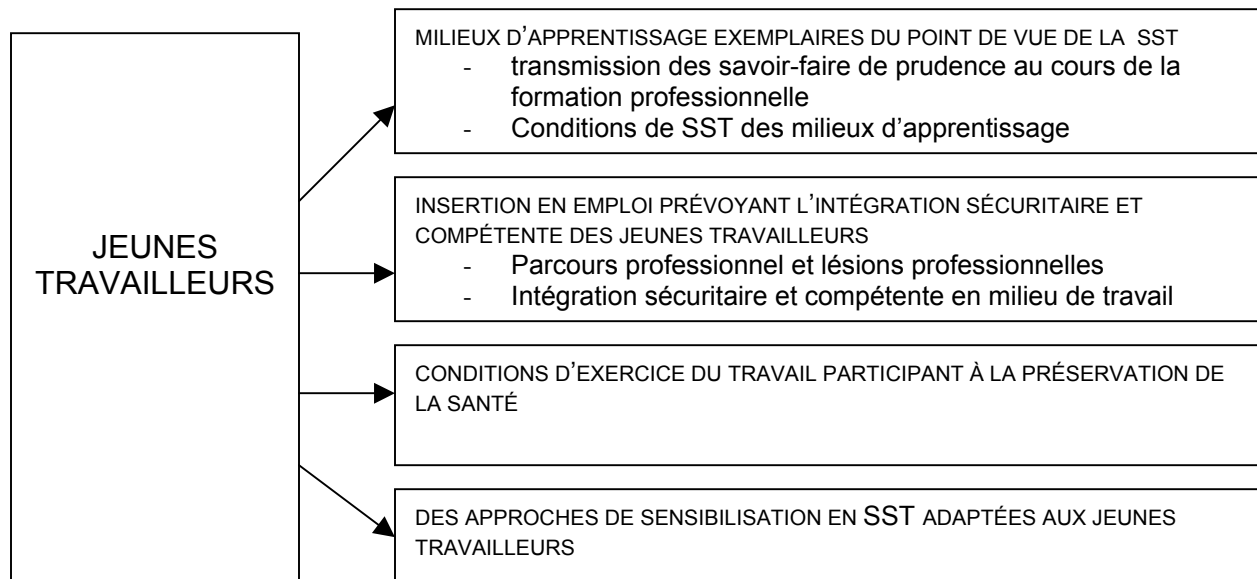 JEUNES
TRAVAILLEURS
MILIEUX D'APPRENTISSAGE EXEMPLAIRES DU POINT DE VUE DE LA SST
- transmission des savoir-faire de prudence au cours de la
formation professionnelle
- Conditions de SST des milieux d'apprentissage
INSERTION EN EMPLOI PRÉVOYANT L'INTÉGRATION SÉCURITAIRE ET
COMPÉTENTE DES JEUNES TRAVAILLEURS
- Parcours professionnel et lésions professionnelles
- Intégration sécuritaire et compétente en milieu de travail
CONDITIONS D'EXERCICE DU TRAVAIL PARTICIPANT À LA PRÉSERVATION DE
LA SANTÉ
DES APPROCHES DE SENSIBILISATION EN SST ADAPTÉES AUX JEUNES
TRAVAILLEURS